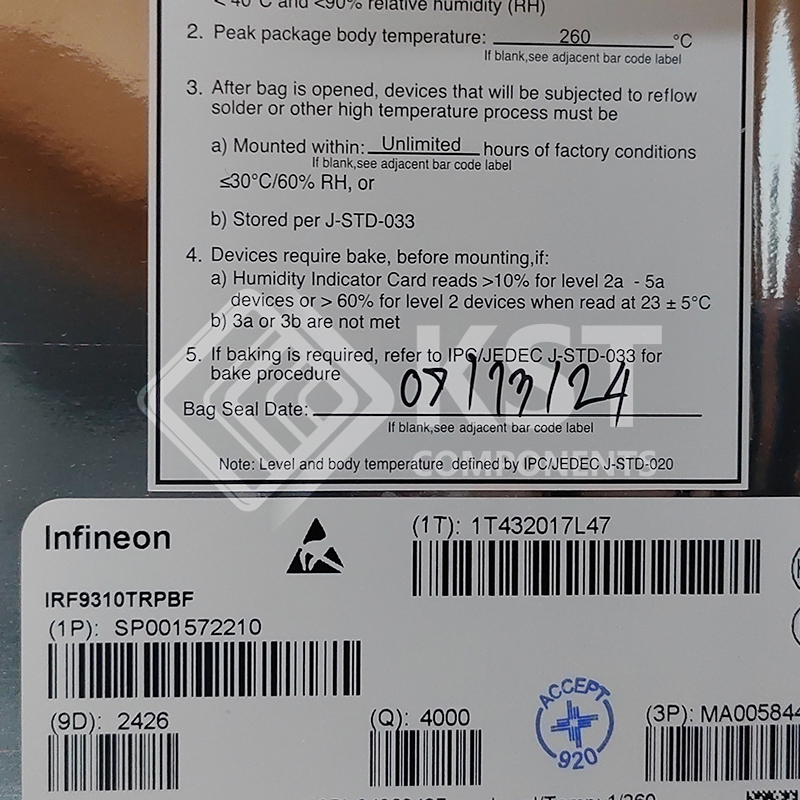 < 40°C and <90% relative humidity (RH)
2. Peak package body temperature: 260 °C
If blank,see adjacent bar code label
3. After bag is opened, devices that will be subjected to reflow
solder or other high temperature process must be
a) Mounted within: Unlimited hours of factory conditions
If blank,see adjacent bar code label
≤30°C/60% RH, or
b) Stored per J-STD-033
4. Devices require bake, before mounting,if:
a) Humidity Indicator Card reads >10% for level 2a - 5a
devices or > 60% for level 2 devices when read at 23 ± 5°C
b) 3a or 3b are not met
5. If baking is required, refer to IPC/JEDEC J-STD-033 for
bake procedure
Bag Seal Date:
If blank,see adjacent bar code label
Note: Level and body temperature defined by IPC/JEDEC J-STD-020
KST
COMPONENTS
Infineon
(1T): 1T432017L47
IRF9310TRPBF
(1P): SP001572210
(9D): 2426
(Q): 4000
(3P): MA005844
ACCEPT
920